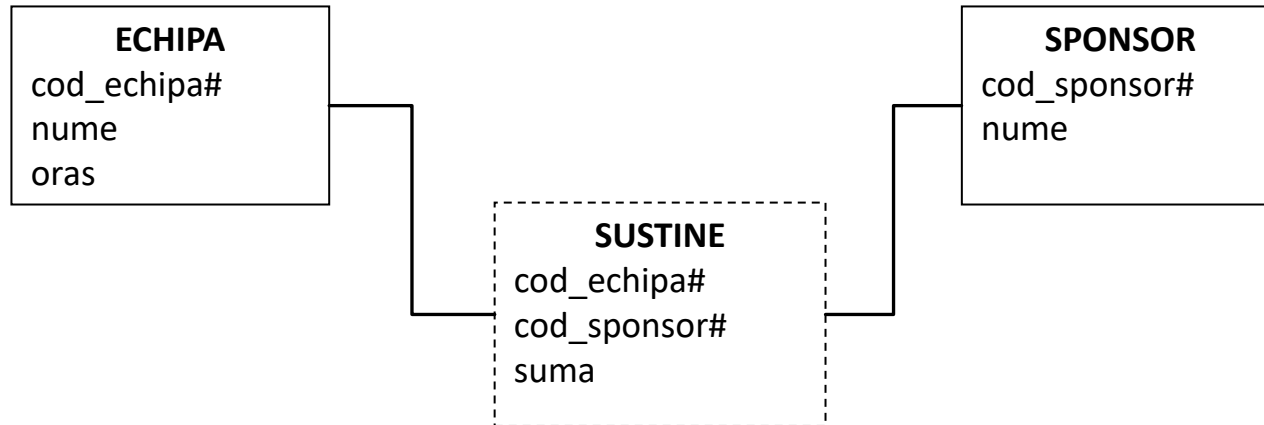 ECHIPA
cod_echipa#
nume
oras
SPONSOR
cod_sponsor#
nume
SUSTINE
cod_echipa#
cod_sponsor#
suma